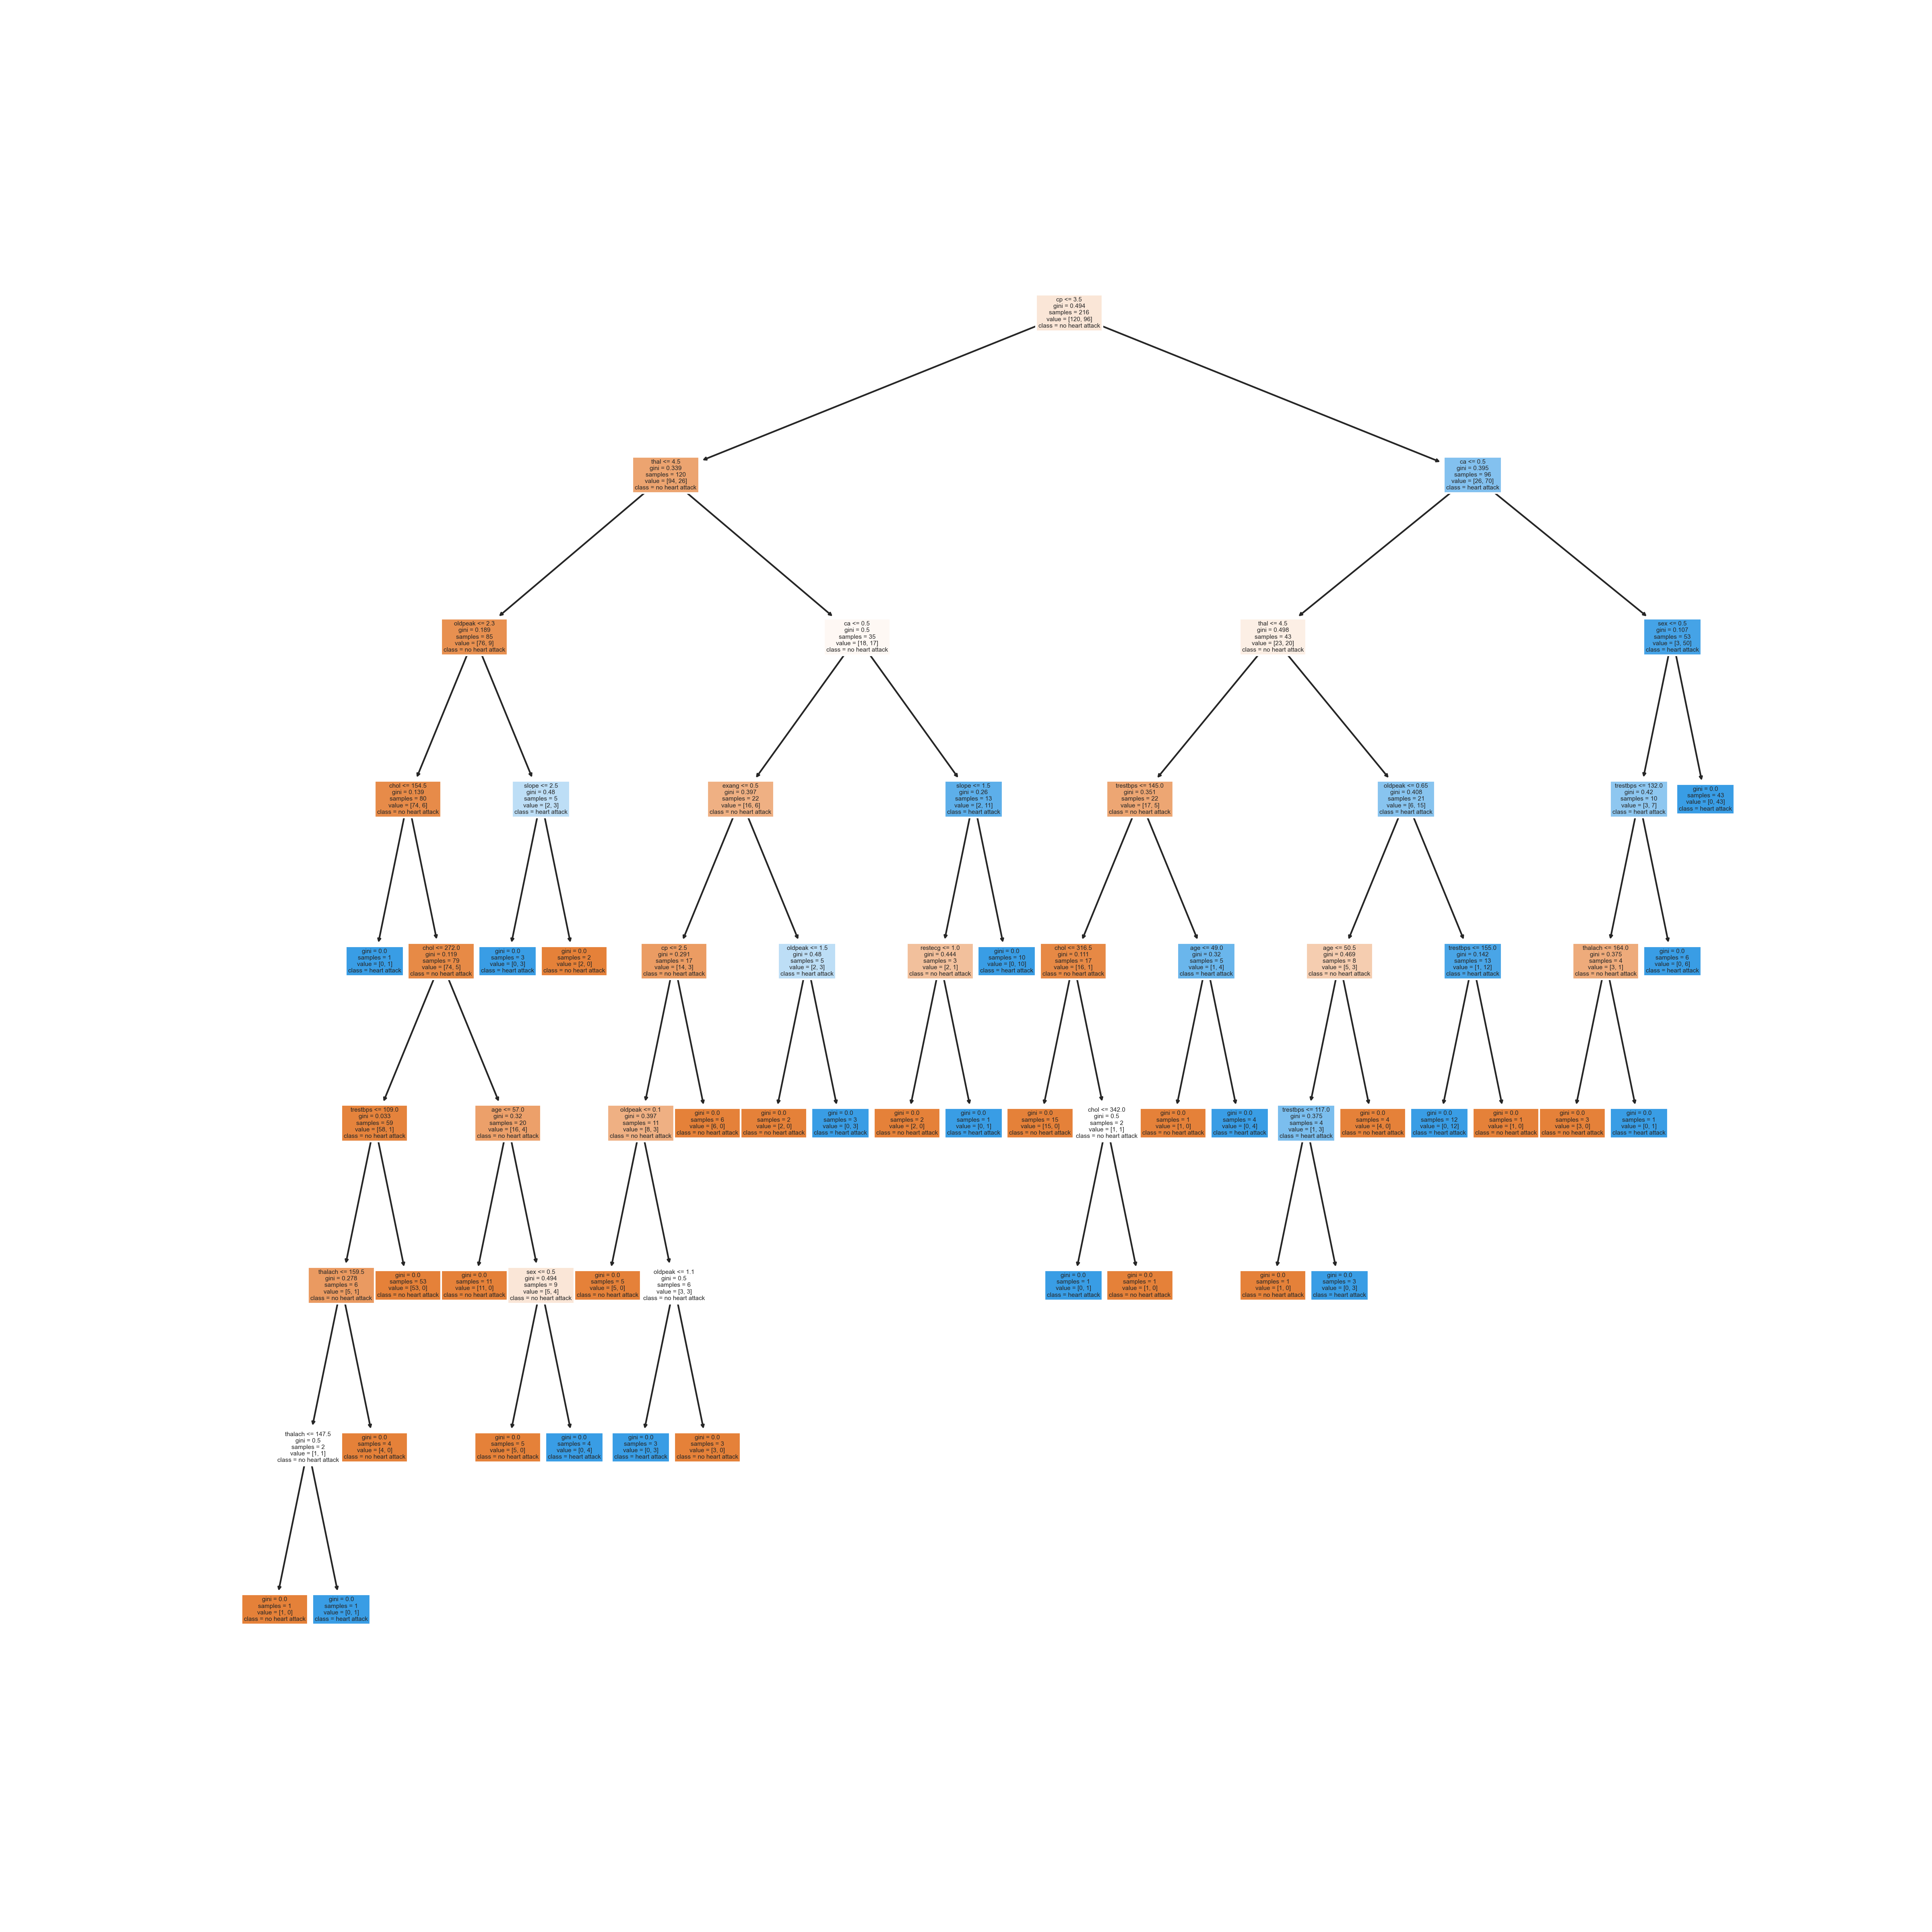 cp <= 3.5
gini = 0.494
samples = 216
value = [120, 96]
class = no heart attack
thal <= 4.5
gini = 0.339
samples = 120
value = [94, 26]
class = no heart attack
ca <= 0.5
gini = 0.395
samples = 96
value = [26, 70]
class = heart attack
oldpeak <= 2.3
gini = 0.189
samples = 85
value = [76, 9]
class = no heart attack
ca <= 0.5
gini = 0.5
samples = 35
value = [18, 17]
class = no heart attack
thal <= 4.5
gini = 0.498
samples = 43
value = [23, 20]
class = no heart attack
sex <= 0.5
gini = 0.107
samples = 53
value = [3, 50]
class = heart attack
chol <= 154.5
gini = 0.139
samples = 80
value = [74, 6]
class = no heart attack
slope <= 2.5
gini = 0.48
samples = 5
value = [2, 3]
class = heart attack
exang <= 0.5
gini = 0.397
samples = 22
value = [16, 6]
class = no heart attack
slope <= 1.5
gini = 0.26
samples = 13
value = [2, 11]
class = heart attack
trestbps <= 145.0
gini = 0.351
samples = 22
value = [17, 5]
class = no heart attack
oldpeak <= 0.65
gini = 0.408
samples = 21
value = [6, 15]
class = heart attack
trestbps <= 132.0
gini = 0.42
samples = 10
value = [3, 7]
class = heart attack
gini = 0.0
samples = 43
value = [0, 43]
class = heart attack
gini = 0.0
samples = 1
value = [0, 1]
class = heart attack
chol <= 272.0
gini = 0.119
samples = 79
value = [74, 5]
class = no heart attack
gini = 0.0
samples = 3
value = [0, 3]
class = heart attack
gini = 0.0
samples = 2
value = [2, 0]
class = no heart attack
cp <= 2.5
gini = 0.291
samples = 17
value = [14, 3]
class = no heart attack
oldpeak <= 1.5
gini = 0.48
samples = 5
value = [2, 3]
class = heart attack
restecg <= 1.0
gini = 0.444
samples = 3
value = [2, 1]
class = no heart attack
gini = 0.0
samples = 10
value = [0, 10]
class = heart attack
chol <= 316.5
gini = 0.111
samples = 17
value = [16, 1]
class = no heart attack
age <= 49.0
gini = 0.32
samples = 5
value = [1, 4]
class = heart attack
age <= 50.5
gini = 0.469
samples = 8
value = [5, 3]
class = no heart attack
trestbps <= 155.0
gini = 0.142
samples = 13
value = [1, 12]
class = heart attack
thalach <= 164.0
gini = 0.375
samples = 4
value = [3, 1]
class = no heart attack
gini = 0.0
samples = 6
value = [0, 6]
class = heart attack
trestbps <= 109.0
gini = 0.033
samples = 59
value = [58, 1]
class = no heart attack
age <= 57.0
gini = 0.32
samples = 20
value = [16, 4]
class = no heart attack
oldpeak <= 0.1
gini = 0.397
samples = 11
value = [8, 3]
class = no heart attack
gini = 0.0
samples = 6
value = [6, 0]
class = no heart attack
gini = 0.0
samples = 2
value = [2, 0]
class = no heart attack
gini = 0.0
samples = 3
value = [0, 3]
class = heart attack
gini = 0.0
samples = 2
value = [2, 0]
class = no heart attack
gini = 0.0
samples = 1
value = [0, 1]
class = heart attack
gini = 0.0
samples = 15
value = [15, 0]
class = no heart attack
chol <= 342.0
gini = 0.5
samples = 2
value = [1, 1]
class = no heart attack
gini = 0.0
samples = 1
value = [1, 0]
class = no heart attack
gini = 0.0
samples = 4
value = [0, 4]
class = heart attack
trestbps <= 117.0
gini = 0.375
samples = 4
value = [1, 3]
class = heart attack
gini = 0.0
samples = 4
value = [4, 0]
class = no heart attack
gini = 0.0
samples = 12
value = [0, 12]
class = heart attack
gini = 0.0
samples = 1
value = [1, 0]
class = no heart attack
gini = 0.0
samples = 3
value = [3, 0]
class = no heart attack
gini = 0.0
samples = 1
value = [0, 1]
class = heart attack
thalach <= 159.5
gini = 0.278
samples = 6
value = [5, 1]
class = no heart attack
gini = 0.0
samples = 53
value = [53, 0]
class = no heart attack
gini = 0.0
samples = 11
value = [11, 0]
class = no heart attack
sex <= 0.5
gini = 0.494
samples = 9
value = [5, 4]
class = no heart attack
gini = 0.0
samples = 5
value = [5, 0]
class = no heart attack
oldpeak <= 1.1
gini = 0.5
samples = 6
value = [3, 3]
class = no heart attack
gini = 0.0
samples = 1
value = [0, 1]
class = heart attack
gini = 0.0
samples = 1
value = [1, 0]
class = no heart attack
gini = 0.0
samples = 1
value = [1, 0]
class = no heart attack
gini = 0.0
samples = 3
value = [0, 3]
class = heart attack
thalach <= 147.5
gini = 0.5
samples = 2
value = [1, 1]
class = no heart attack
gini = 0.0
samples = 4
value = [4, 0]
class = no heart attack
gini = 0.0
samples = 5
value = [5, 0]
class = no heart attack
gini = 0.0
samples = 4
value = [0, 4]
class = heart attack
gini = 0.0
samples = 3
value = [0, 3]
class = heart attack
gini = 0.0
samples = 3
value = [3, 0]
class = no heart attack
gini = 0.0
samples = 1
value = [1, 0]
class = no heart attack
gini = 0.0
samples = 1
value = [0, 1]
class = heart attack